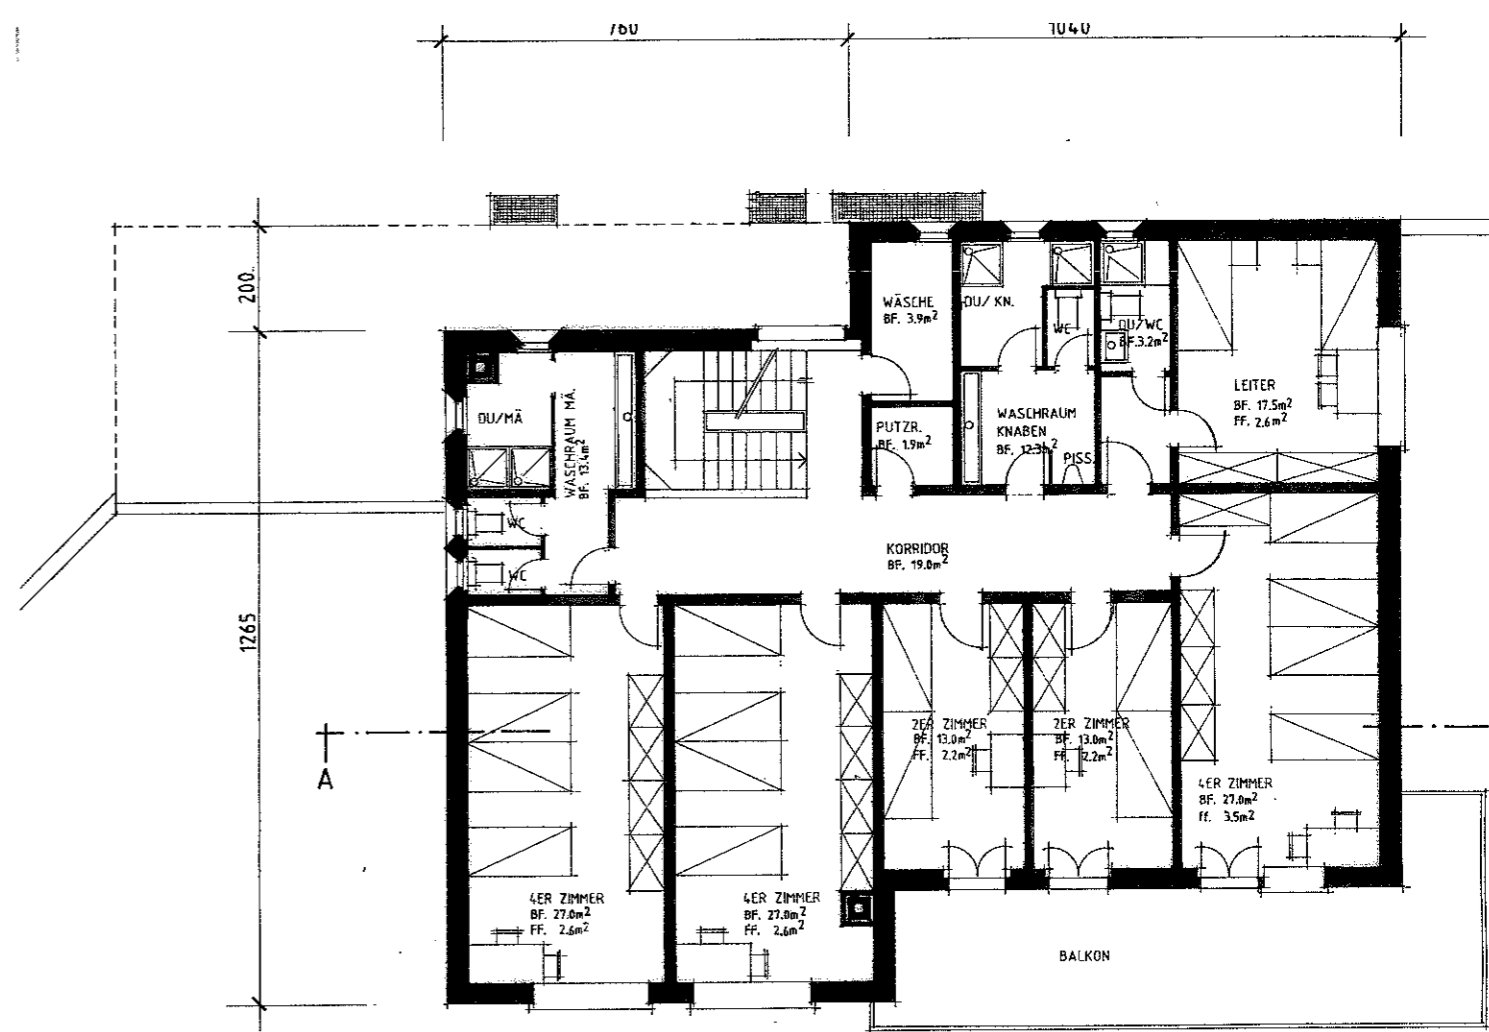 760
1040
200.
1265
A
WÄSCHE
BF. 3.9m²
DU/ KN.
WC
DU/WC
BF.3.2m²
LEITER
BF. 17.5m²
FF. 2.6m²
DU/MÄ
WASCHRAUM MÄ.
BF. 13.4m²
PUTZR.
BF. 1.9m²
WASCHRAUM
KNABEN
BF. 12.3m²
PISS.
WC
WC
KORRIDOR
BF. 19.0m²
2ER ZIMMER
BF. 13.0m²
FF. 2.2m²
2ER ZIMMER
BF. 13.0m²
FF. 2.2m²
4ER ZIMMER
BF. 27.0m²
FF. 3.5m²
4ER ZIMMER
BF. 27.0m²
FF. 2.6m²
4ER ZIMMER
BF. 27.0m²
FF. 2.6m²
BALKON